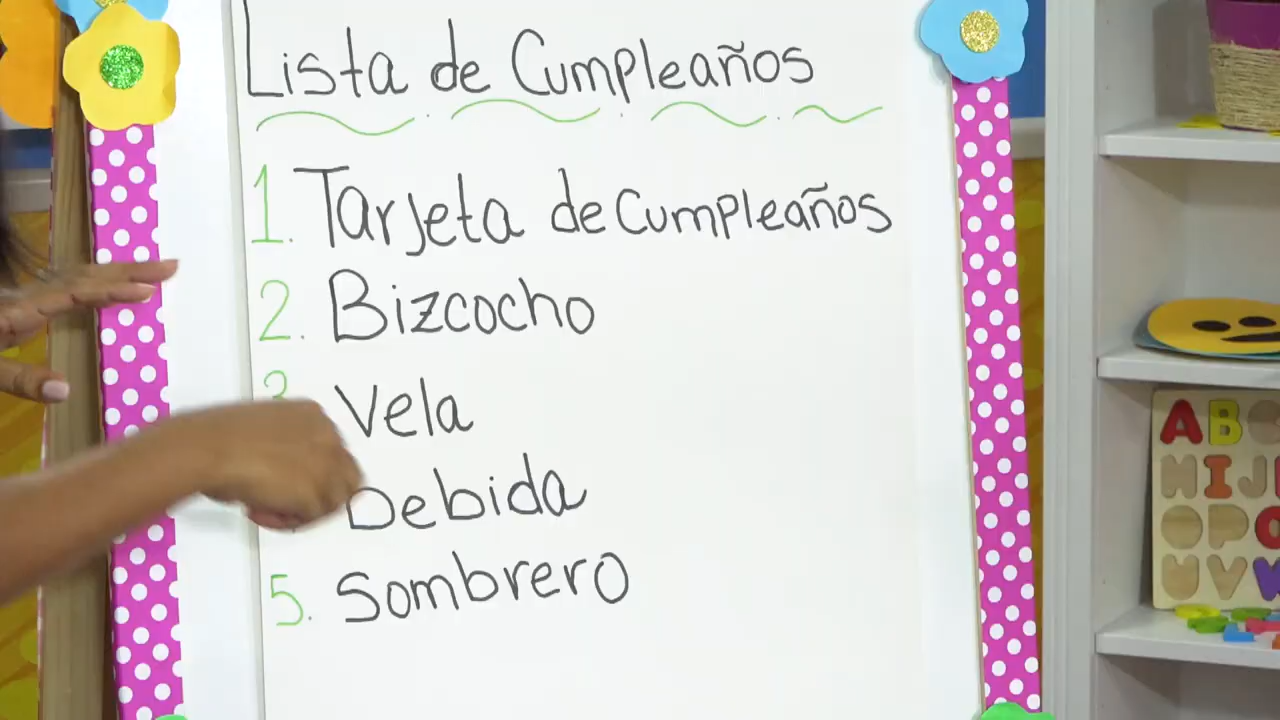 Lista de Cumpleaños
1. Tarjeta de Cumpleaños
2. Bizcocho
3 Vela
Bebida
5. Sombrero
A B
H I J
O P Q
U V W